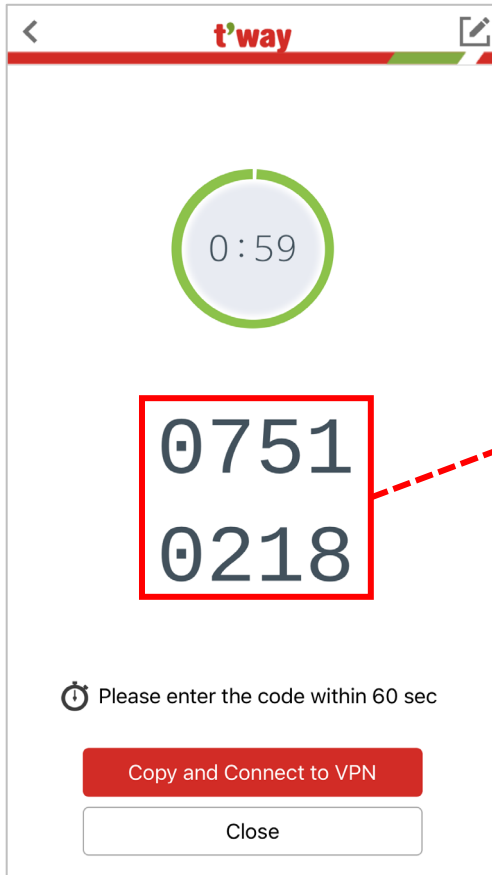 t'way
0:59
0751
0218
Please enter the code within 60 sec
Copy and Connect to VPN
Close